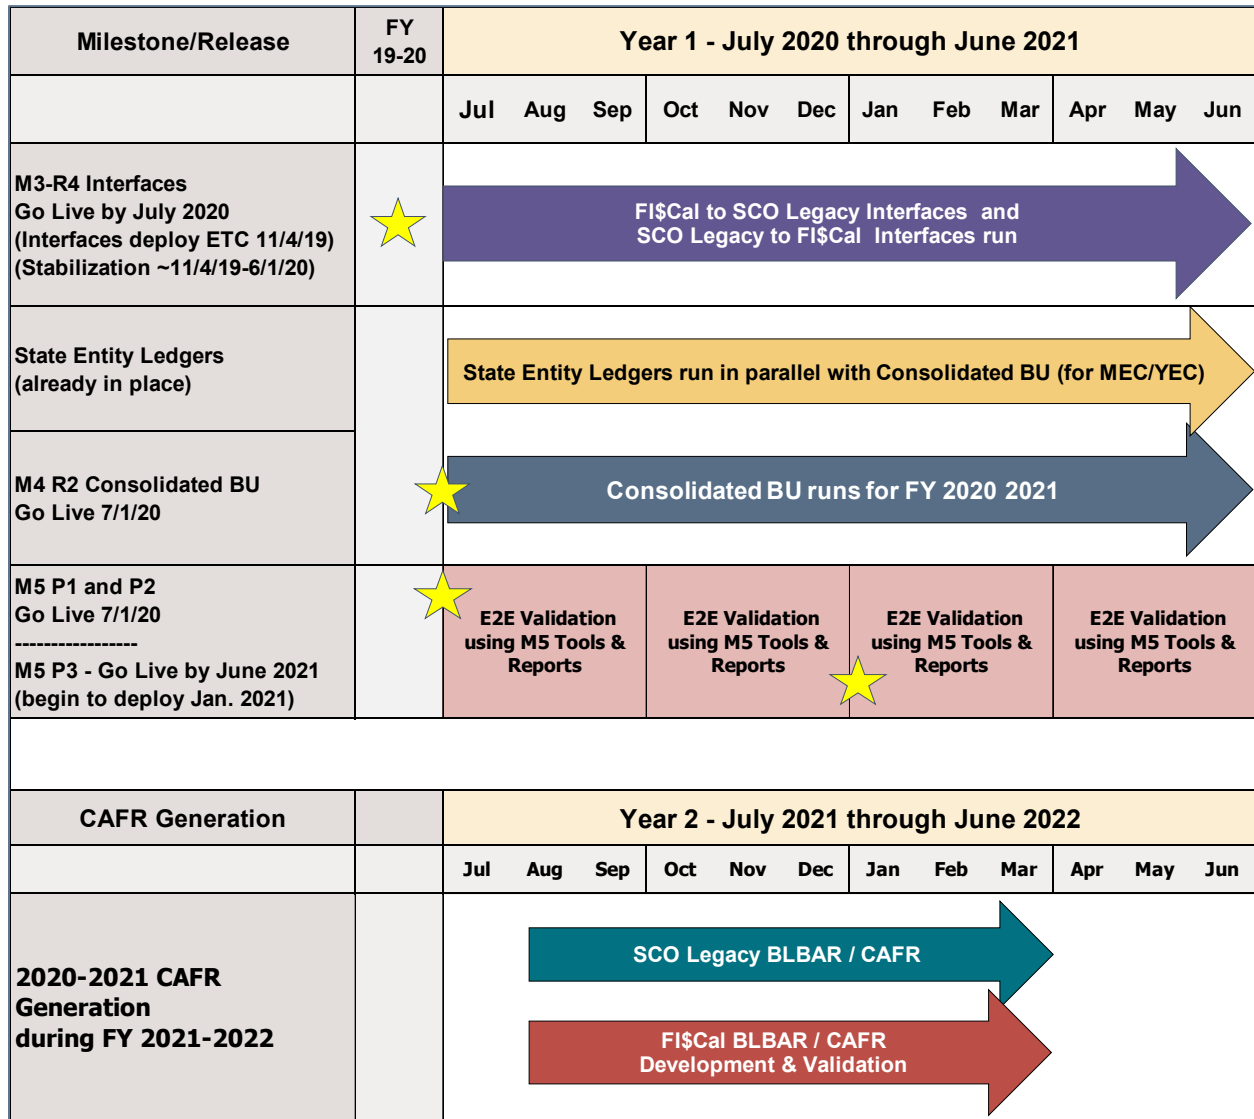 Milestone/Release
FY
19-20
Year 1 - July 2020 through June 2021
Jul Aug Sep Oct Nov Dec Jan Feb Mar Apr May Jun
M3-R4 Interfaces
Go Live by July 2020
(Interfaces deploy ETC 11/4/19)
(Stabilization ~11/4/19-6/1/20)
FI$Cal to SCO Legacy Interfaces and
SCO Legacy to FI$Cal Interfaces run
State Entity Ledgers
(already in place)
State Entity Ledgers run in parallel with Consolidated BU (for MEC/YEC)
M4 R2 Consolidated BU
Go Live 7/1/20
Consolidated BU runs for FY 2020 2021
M5 P1 and P2
Go Live 7/1/20
-----------------
M5 P3 - Go Live by June 2021
(begin to deploy Jan. 2021)
E2E Validation
using M5 Tools &
Reports
E2E Validation
using M5 Tools &
Reports
E2E Validation
using M5 Tools &
Reports
E2E Validation
using M5 Tools &
Reports
CAFR Generation
Year 2 - July 2021 through June 2022
Jul Aug Sep Oct Nov Dec Jan Feb Mar Apr May Jun
2020-2021 CAFR
Generation
during FY 2021-2022
SCO Legacy BLBAR / CAFR
FI$Cal BLBAR / CAFR
Development & Validation